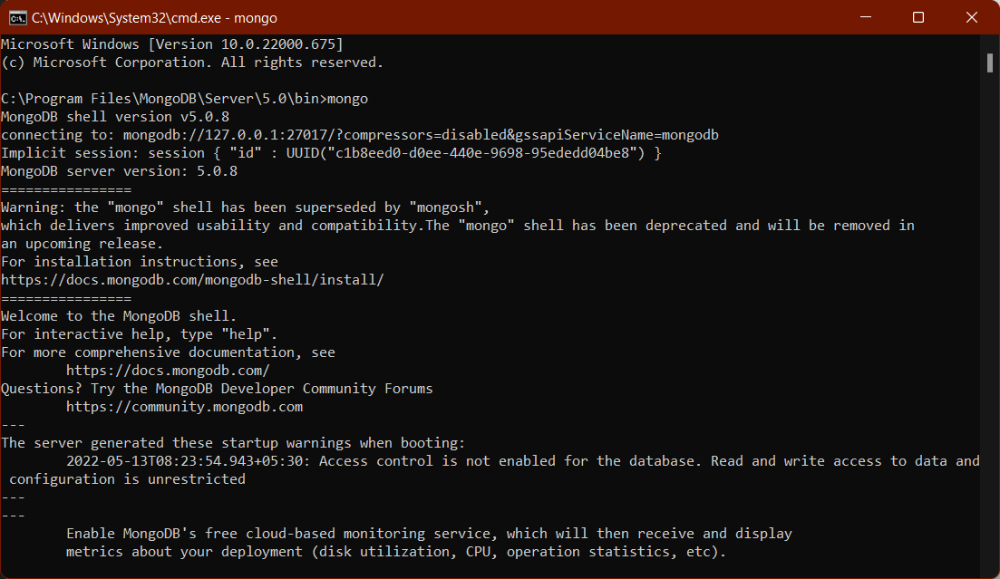 C:\Windows\System32\cmd.exe - mongo
Microsoft Windows [Version 10.0.22000.675]
(c) Microsoft Corporation. All rights reserved.
C:\Program Files\MongoDB\Server\5.0\bin>mongo
MongoDB shell version v5.0.8
connecting to: mongodb://127.0.0.1:27017/?compressors=disabled&gssapiServiceName=mongodb
Implicit session: session { "id" : UUID("c1b8eed0-d0ee-440e-9698-95ededd04be8") }
MongoDB server version: 5.0.8
================
Warning: the "mongo" shell has been superseded by "mongosh",
which delivers improved usability and compatibility.The "mongo" shell has been deprecated and will be removed in
an upcoming release.
For installation instructions, see
https://docs.mongodb.com/mongodb-shell/install/
================
Welcome to the MongoDB shell.
For interactive help, type "help".
For more comprehensive documentation, see
        https://docs.mongodb.com/
Questions? Try the MongoDB Developer Community Forums
        https://community.mongodb.com
---
The server generated these startup warnings when booting:
        2022-05-13T08:23:54.943+05:30: Access control is not enabled for the database. Read and write access to data and
 configuration is unrestricted
---
---
        Enable MongoDB's free cloud-based monitoring service, which will then receive and display
        metrics about your deployment (disk utilization, CPU, operation statistics, etc).